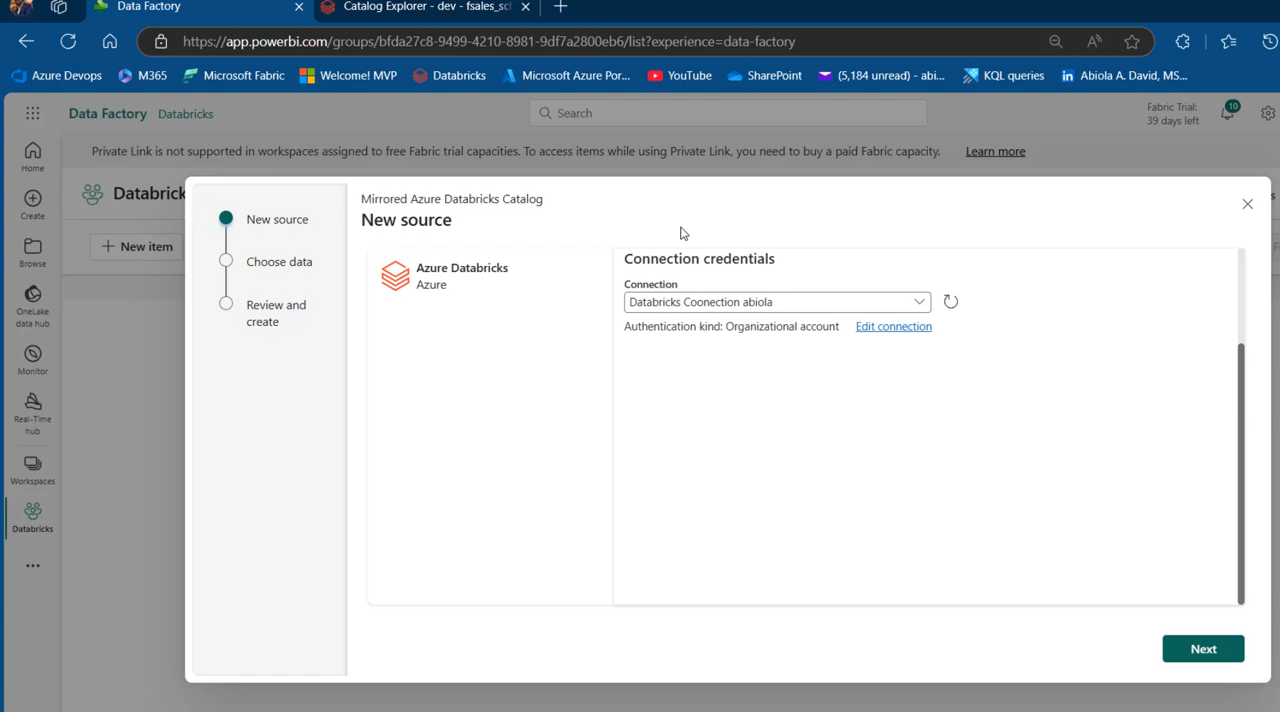 Data Factory
Catalog Explorer - dev - fsales_scl
https://app.powerbi.com/groups/bfda27c8-9499-4210-8981-9df7a2800eb6/list?experience=data-factory
Azure Devops
M365
Microsoft Fabric
Welcome! MVP
Databricks
Microsoft Azure Por...
YouTube
SharePoint
(5,184 unread) - abi...
KQL queries
Abiola A. David, MS...
Data Factory
Databricks
Search
Fabric Trial:
39 days left
10
Private Link is not supported in workspaces assigned to free Fabric trial capacities. To access items while using Private Link, you need to buy a paid Fabric capacity.
Learn more
Home
Create
Browse
OneLake
data hub
Monitor
Real-Time
hub
Workspaces
Databricks
Databrick
New item
New source
Choose data
Review and
create
Mirrored Azure Databricks Catalog
New source
Azure Databricks
Azure
Connection credentials
Connection
Databricks Coonection abiola
Authentication kind: Organizational account
Edit connection
Next